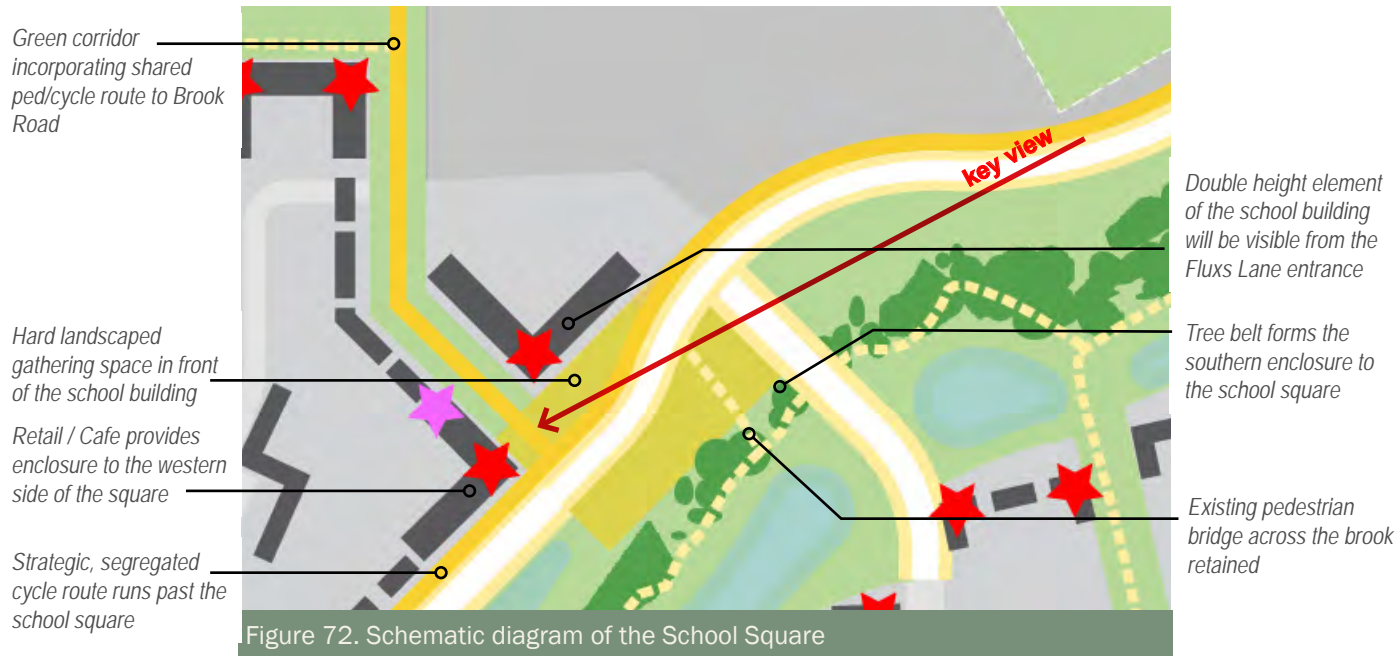 Green corridor
incorporating shared
ped/cycle route to Brook
Road
Hard landscaped
gathering space in front
of the school building
Retail / Cafe provides
enclosure to the western
side of the square
Strategic, segregated
cycle route runs past the
school square
key view
Double height element
of the school building
will be visible from the
Fluxs Lane entrance
Tree belt forms the
southern enclosure to
the school square
Existing pedestrian
bridge across the brook
retained
Figure 72. Schematic diagram of the School Square